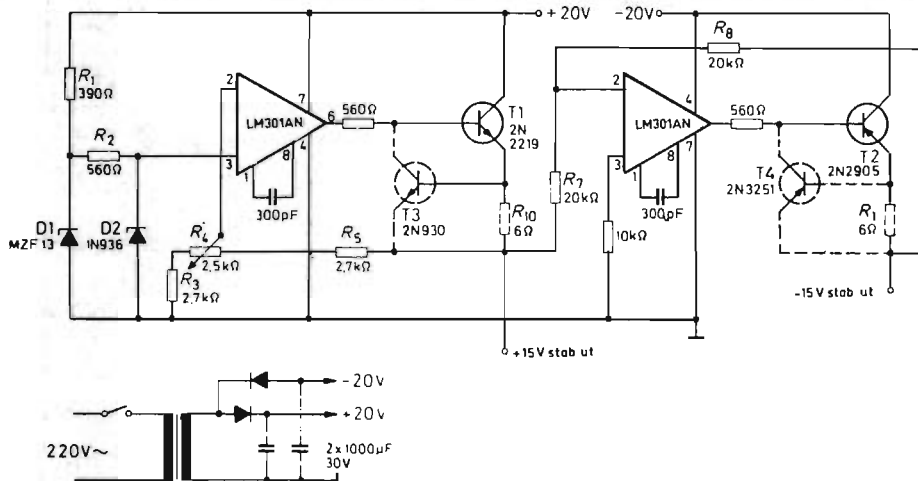 +20V
-20V
R8
20kΩ
R1
390Ω
2
7
LM301AN
6
560Ω
T1
2N
2219
R2
560Ω
3
1
8
4
300pF
T3
2N930
R10
6Ω
R7
20kΩ
2
4
LM301AN
560Ω
3
1
8
7
300pF
10kΩ
T4
2N3251
T2
2N2905
R1
6Ω
D1
MZF13
D2
1N936
R4
2,5kΩ
R5
2,7kΩ
R3
2,7kΩ
+15V stab ut
-15V stab ut
-20V
+20V
220V~
2x1000µF
30V